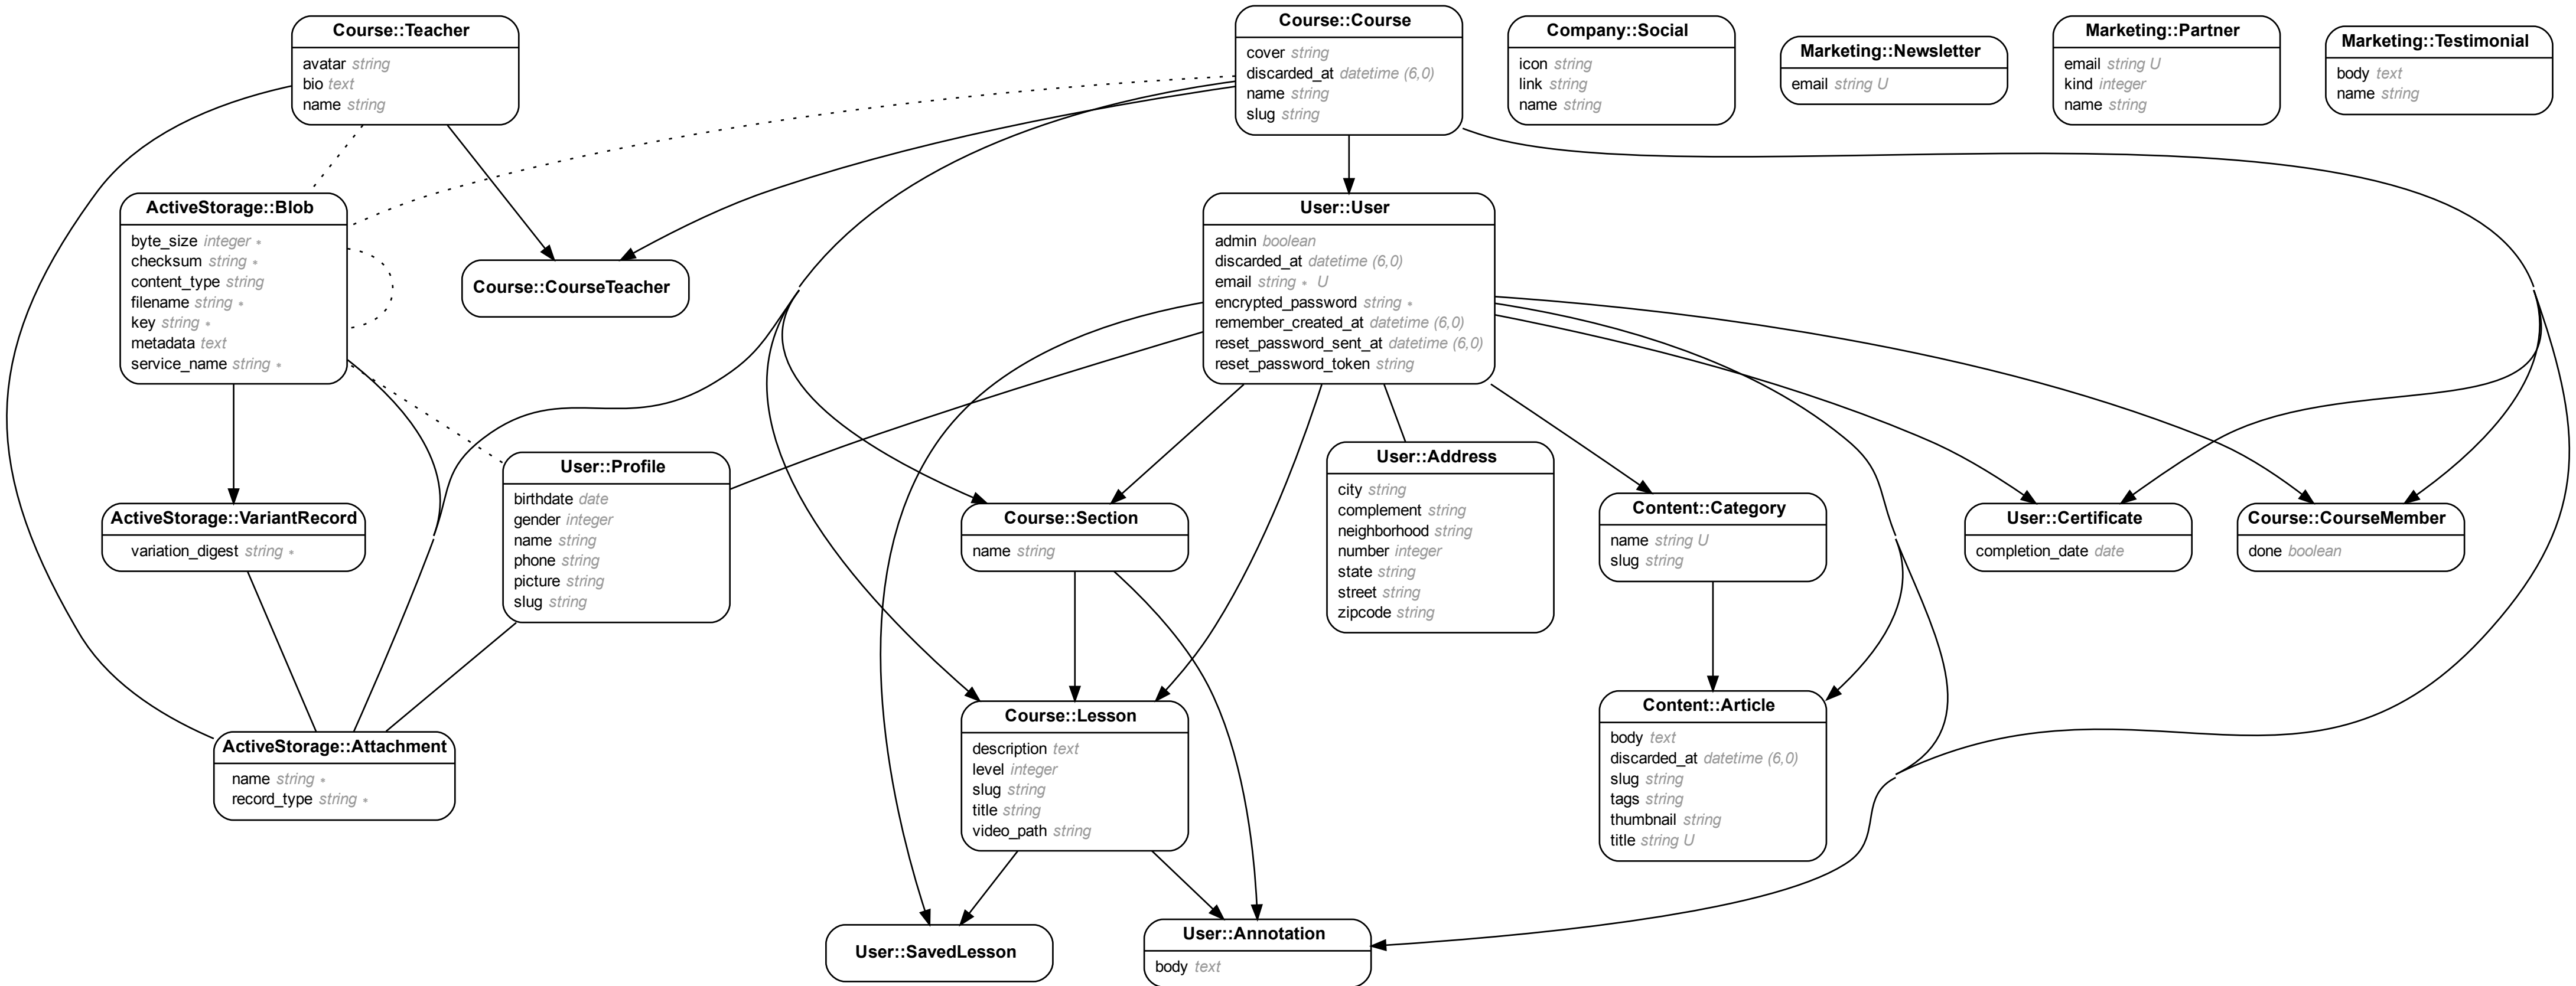 Course::Teacher
avatar string
bio text
name string
Course::Course
cover string
discarded_at datetime (6,0)
name string
slug string
Company::Social
icon string
link string
name string
Marketing::Newsletter
email string U
Marketing::Partner
email string U
kind integer
name string
Marketing::Testimonial
body text
name string
ActiveStorage::Blob
byte_size integer *
checksum string *
content_type string
filename string *
key string *
metadata text
service_name string *
Course::CourseTeacher
User::User
admin boolean
discarded_at datetime (6,0)
email string * U
encrypted_password string *
remember_created_at datetime (6,0)
reset_password_sent_at datetime (6,0)
reset_password_token string
ActiveStorage::VariantRecord
variation_digest string *
User::Profile
birthdate date
gender integer
name string
phone string
picture string
slug string
Course::Section
name string
User::Address
city string
complement string
neighborhood string
number integer
state string
street string
zipcode string
Content::Category
name string U
slug string
User::Certificate
completion_date date
Course::CourseMember
done boolean
ActiveStorage::Attachment
name string *
record_type string *
Course::Lesson
description text
level integer
slug string
title string
video_path string
Content::Article
body text
discarded_at datetime (6,0)
slug string
tags string
thumbnail string
title string U
User::SavedLesson
User::Annotation
body text